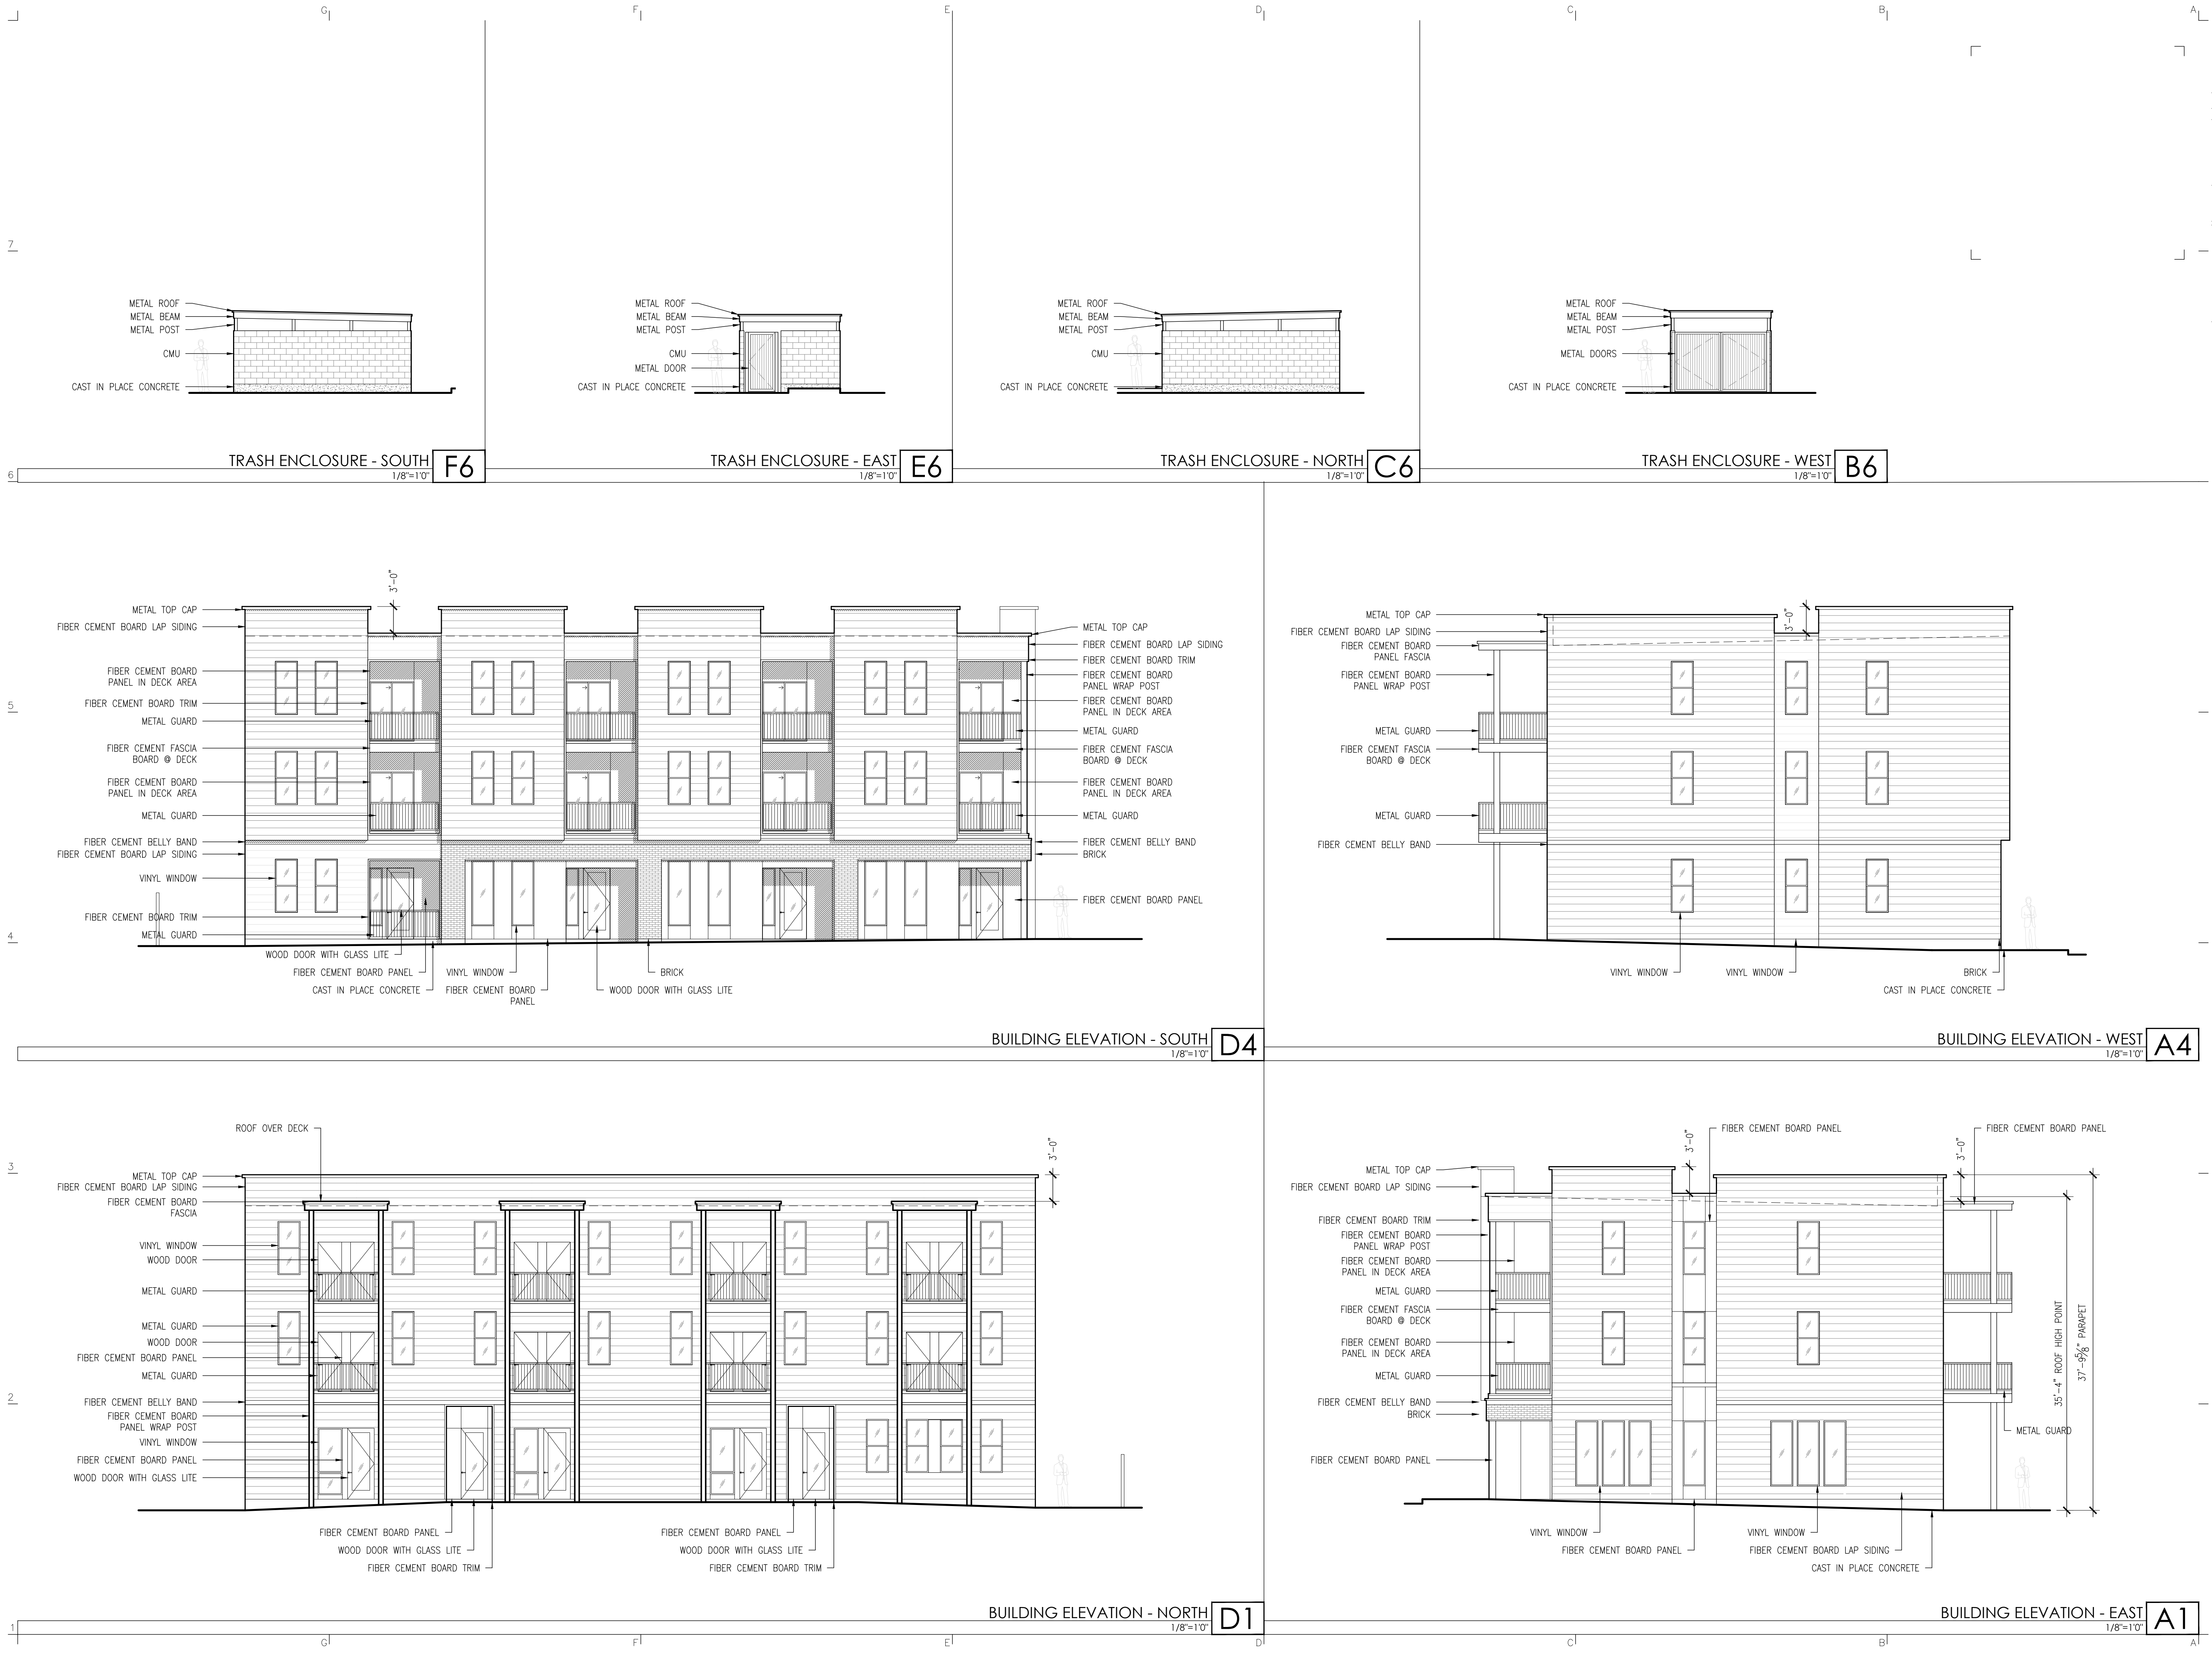 G F E D C B A
7
METAL ROOF
METAL BEAM
METAL POST
CMU
CAST IN PLACE CONCRETE
TRASH ENCLOSURE - SOUTH
1/8"=1'0"
F6
METAL ROOF
METAL BEAM
METAL POST
CMU
METAL DOOR
CAST IN PLACE CONCRETE
TRASH ENCLOSURE - EAST
1/8"=1'0"
E6
METAL ROOF
METAL BEAM
METAL POST
CMU
CAST IN PLACE CONCRETE
TRASH ENCLOSURE - NORTH
1/8"=1'0"
C6
METAL ROOF
METAL BEAM
METAL POST
METAL DOORS
CAST IN PLACE CONCRETE
TRASH ENCLOSURE - WEST
1/8"=1'0"
B6
6
3'-0"
METAL TOP CAP
FIBER CEMENT BOARD LAP SIDING
FIBER CEMENT BOARD
PANEL IN DECK AREA
5
FIBER CEMENT BOARD TRIM
METAL GUARD
FIBER CEMENT FASCIA
BOARD @ DECK
FIBER CEMENT BOARD
PANEL IN DECK AREA
METAL GUARD
FIBER CEMENT BELLY BAND
FIBER CEMENT BOARD LAP SIDING
VINYL WINDOW
FIBER CEMENT BOARD TRIM
METAL GUARD
4
WOOD DOOR WITH GLASS LITE
FIBER CEMENT BOARD PANEL
CAST IN PLACE CONCRETE
VINYL WINDOW
FIBER CEMENT BOARD
PANEL
BRICK
WOOD DOOR WITH GLASS LITE
METAL TOP CAP
FIBER CEMENT BOARD LAP SIDING
FIBER CEMENT BOARD TRIM
FIBER CEMENT BOARD
PANEL WRAP POST
FIBER CEMENT BOARD
PANEL IN DECK AREA
METAL GUARD
FIBER CEMENT FASCIA
BOARD @ DECK
FIBER CEMENT BOARD
PANEL IN DECK AREA
METAL GUARD
FIBER CEMENT BELLY BAND
BRICK
FIBER CEMENT BOARD PANEL
BUILDING ELEVATION - SOUTH
1/8"=1'0"
D4
METAL TOP CAP
3'-0"
FIBER CEMENT BOARD LAP SIDING
FIBER CEMENT BOARD
PANEL FASCIA
FIBER CEMENT BOARD
PANEL WRAP POST
METAL GUARD
FIBER CEMENT FASCIA
BOARD @ DECK
METAL GUARD
FIBER CEMENT BELLY BAND
VINYL WINDOW
VINYL WINDOW
BRICK
CAST IN PLACE CONCRETE
BUILDING ELEVATION - WEST
1/8"=1'0"
A4
ROOF OVER DECK
3'-0"
3
METAL TOP CAP
FIBER CEMENT BOARD LAP SIDING
FIBER CEMENT BOARD
FASCIA
VINYL WINDOW
WOOD DOOR
METAL GUARD
METAL GUARD
WOOD DOOR
FIBER CEMENT BOARD PANEL
METAL GUARD
2
FIBER CEMENT BELLY BAND
FIBER CEMENT BOARD
PANEL WRAP POST
VINYL WINDOW
FIBER CEMENT BOARD PANEL
WOOD DOOR WITH GLASS LITE
FIBER CEMENT BOARD PANEL
WOOD DOOR WITH GLASS LITE
FIBER CEMENT BOARD TRIM
FIBER CEMENT BOARD PANEL
WOOD DOOR WITH GLASS LITE
FIBER CEMENT BOARD TRIM
BUILDING ELEVATION - NORTH
1/8"=1'0"
D1
FIBER CEMENT BOARD PANEL
3'-0"
FIBER CEMENT BOARD PANEL
3'-0"
METAL TOP CAP
FIBER CEMENT BOARD LAP SIDING
FIBER CEMENT BOARD TRIM
FIBER CEMENT BOARD
PANEL WRAP POST
FIBER CEMENT BOARD
PANEL IN DECK AREA
METAL GUARD
FIBER CEMENT FASCIA
BOARD @ DECK
FIBER CEMENT BOARD
PANEL IN DECK AREA
METAL GUARD
FIBER CEMENT BELLY BAND
BRICK
FIBER CEMENT BOARD PANEL
35'-4" ROOF HIGH POINT
37'-9⅝" PARAPET
METAL GUARD
VINYL WINDOW
FIBER CEMENT BOARD PANEL
VINYL WINDOW
FIBER CEMENT BOARD LAP SIDING
CAST IN PLACE CONCRETE
BUILDING ELEVATION - EAST
1/8"=1'0"
A1
1
G F E D C B A